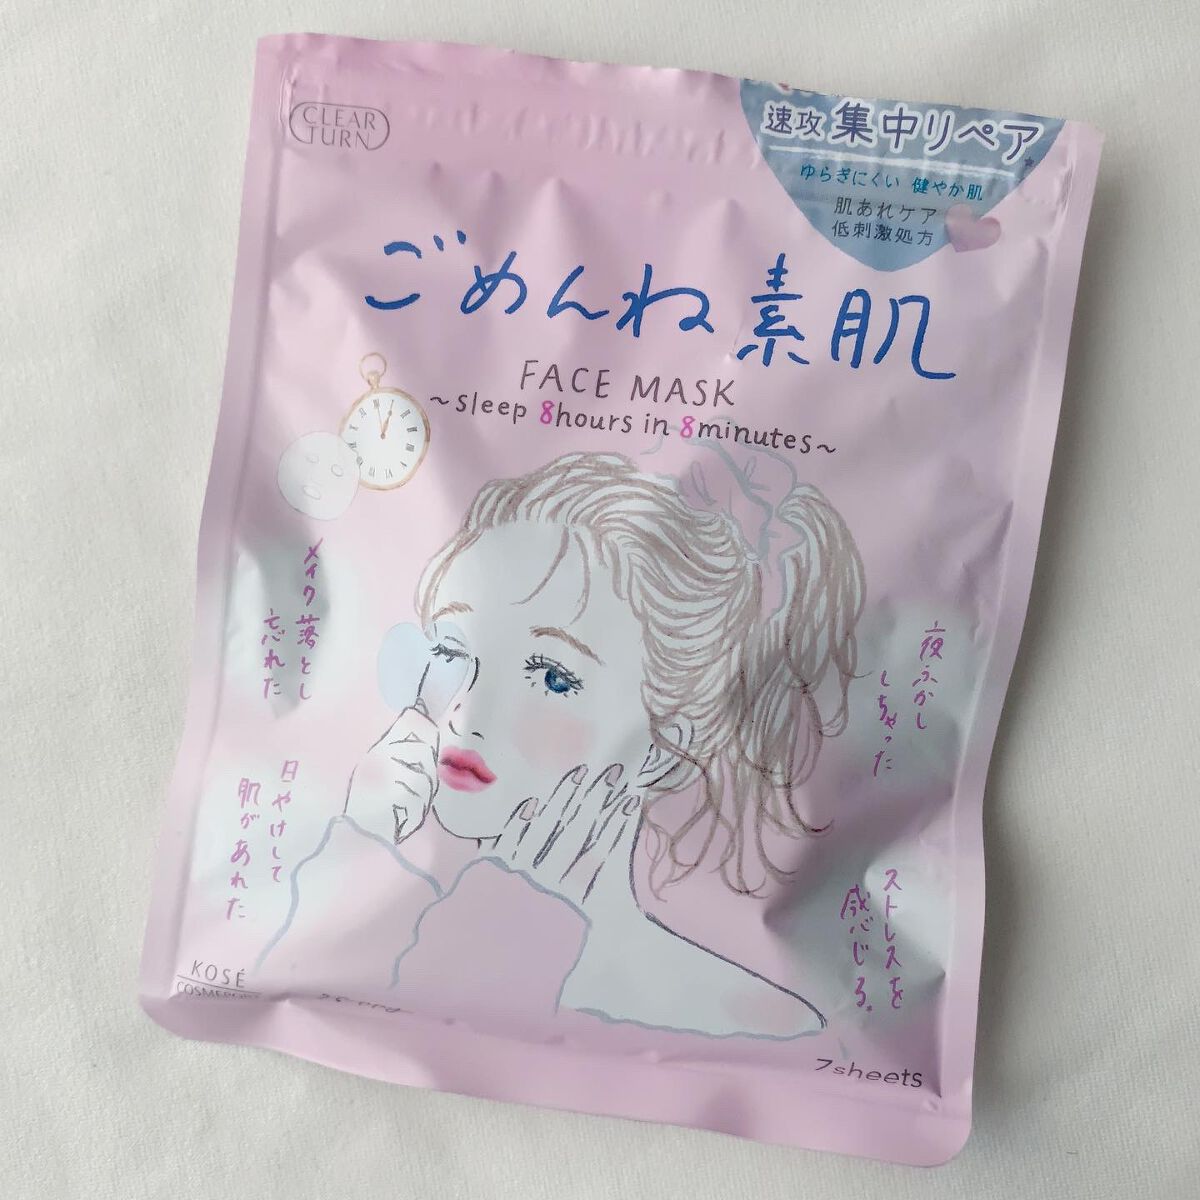 CLEAR
TURN
速攻 集中リペア
ゆらぎにくい 健やか肌
肌あれケア
低刺激処方
ごめんね素肌
FACE MASK
~sleep 8hours in 8minutes~
メイク落とし
忘れた
夜ふかし
しちゃった
日やけして
肌があれた
ストレスを
感じる。
KOSÉ
COSMEPORT
7sheets